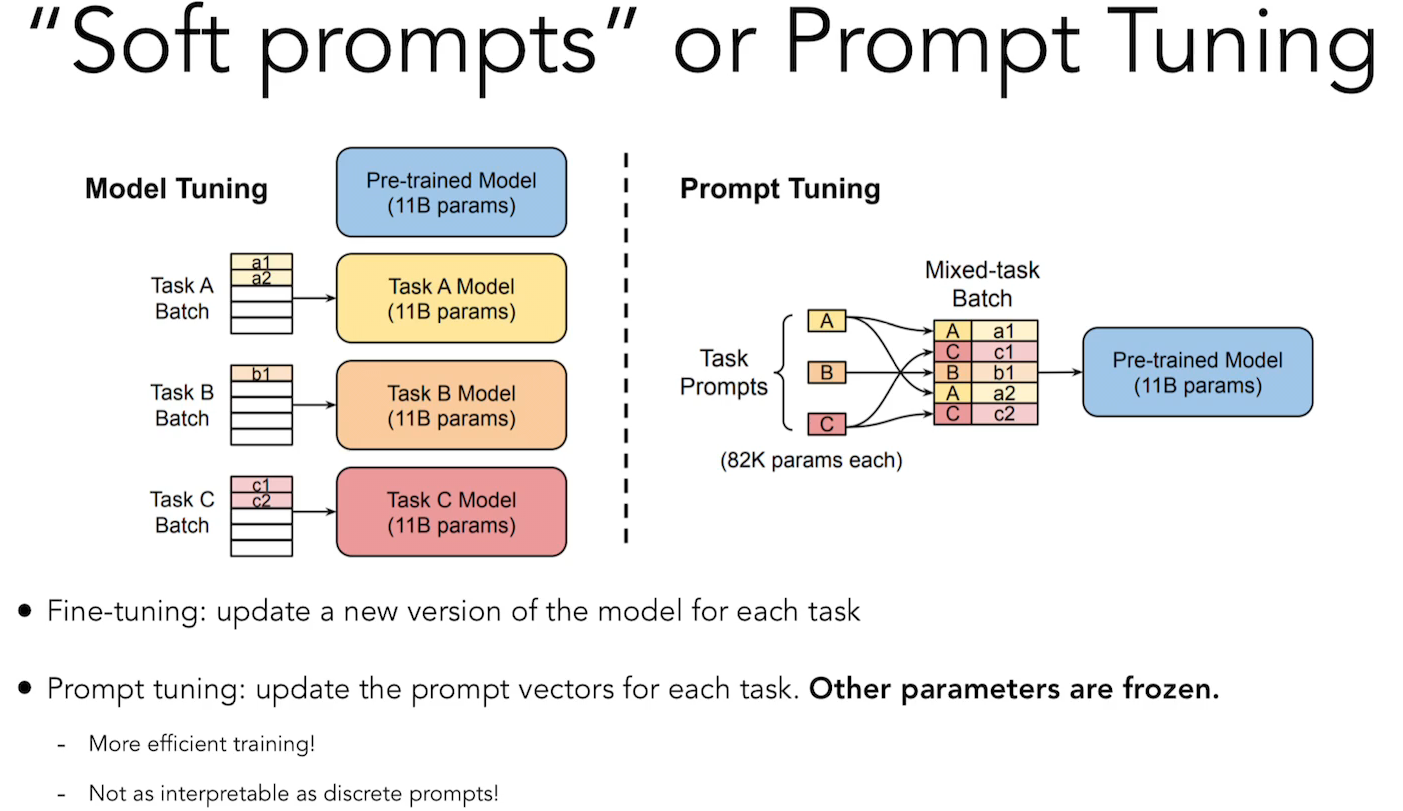 “Soft prompts” or Prompt Tuning
Model Tuning
Pre-trained Model
(11B params)
a1
a2
Task A
Batch
Task A Model
(11B params)
b1
Task B
Batch
Task B Model
(11B params)
c1
c2
Task C
Batch
Task C Model
(11B params)
Prompt Tuning
Mixed-task
Batch
Task
Prompts
A
B
C
(82K params each)
A a1
C c1
B b1
A a2
C c2
Pre-trained Model
(11B params)
● Fine-tuning: update a new version of the model for each task
● Prompt tuning: update the prompt vectors for each task. Other parameters are frozen.
- More efficient training!
- Not as interpretable as discrete prompts!